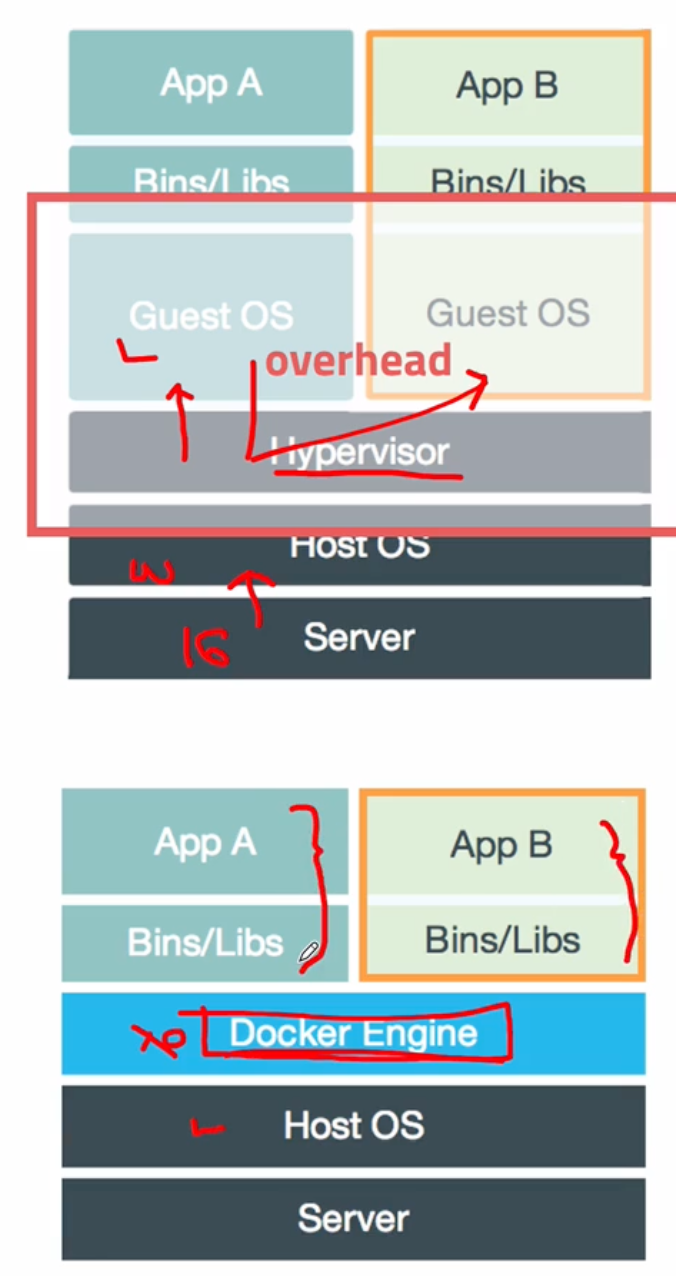 App A App B
Bins/Libs Bins/Libs
Guest OS Guest OS
overhead
Hypervisor
Host OS
16 Server
App A App B
Bins/Libs Bins/Libs
Docker Engine
Host OS
Server